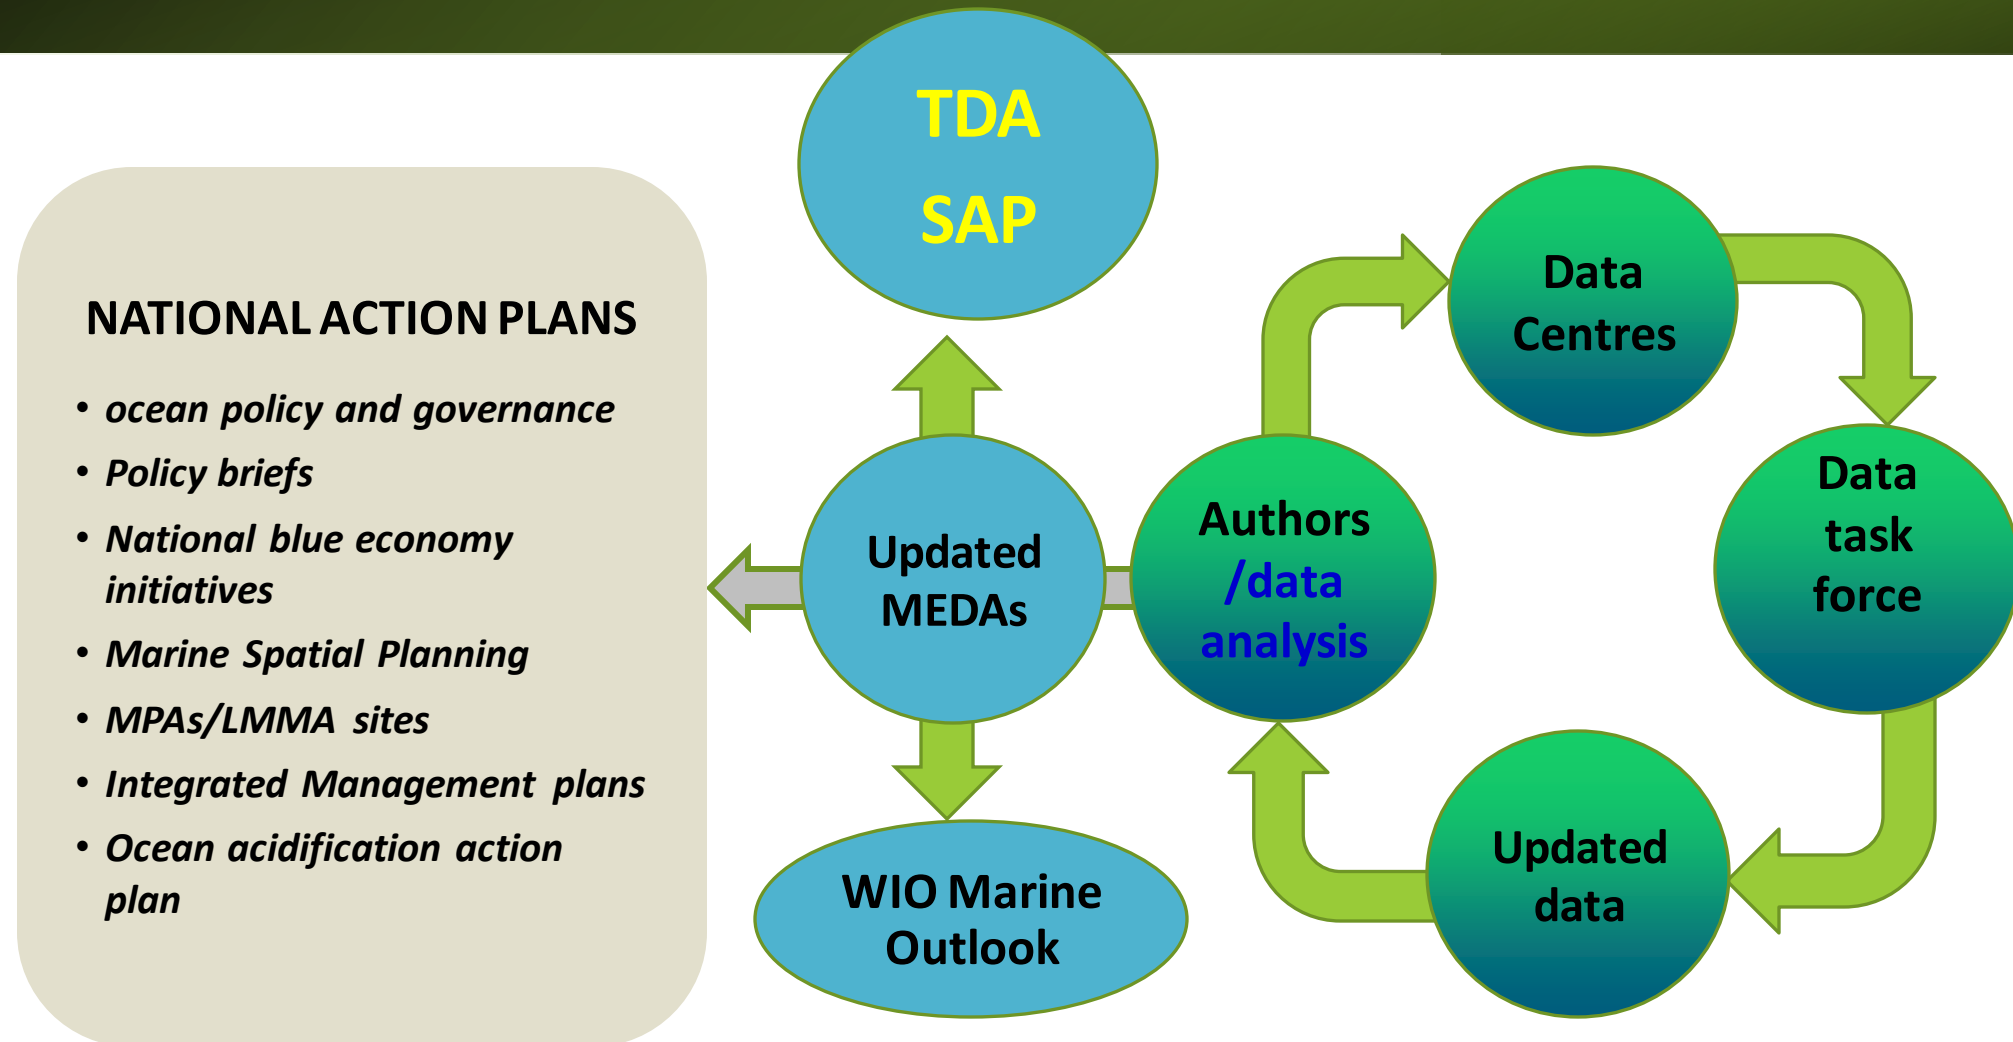 TDA
SAP
NATIONAL ACTION PLANS
• ocean policy and governance
• Policy briefs
• National blue economy
initiatives
• Marine Spatial Planning
• MPAs/LMMA sites
• Integrated Management plans
• Ocean acidification action
plan
Updated
MEDAs
WIO Marine
Outlook
Authors
/data
analysis
Data
Centres
Data
task
force
Updated
data